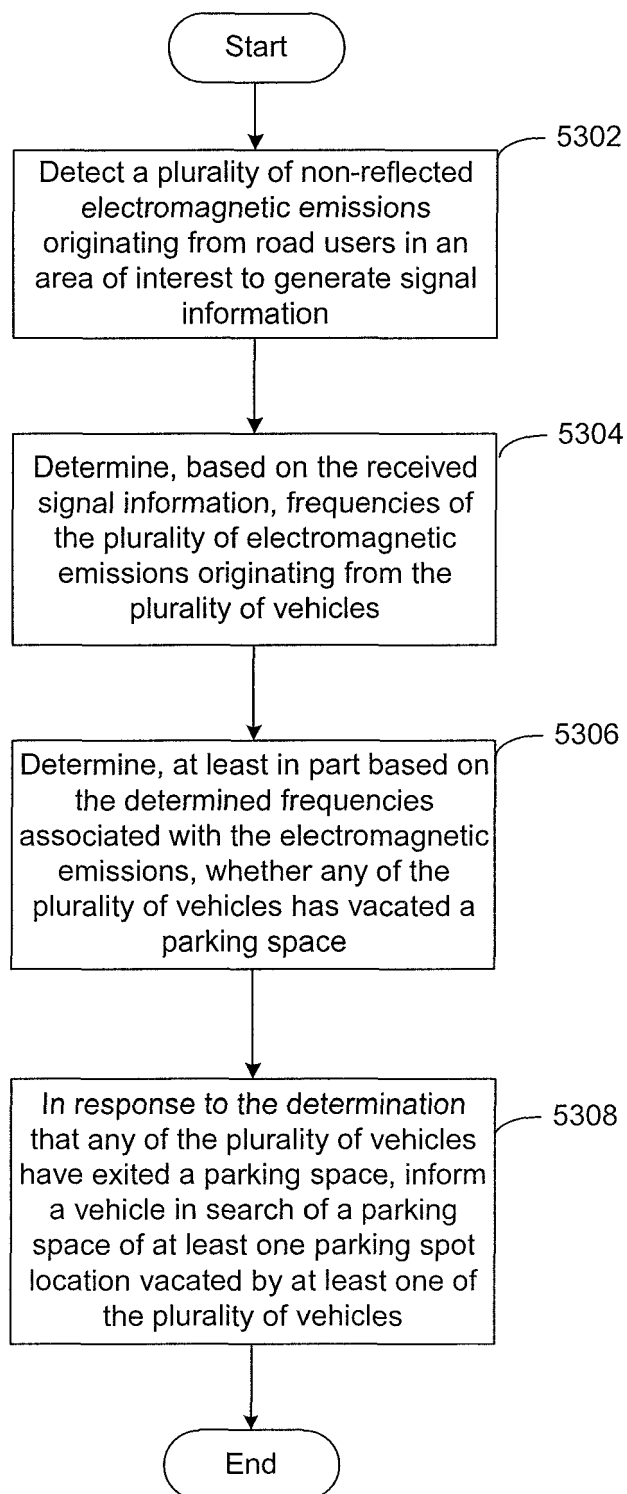 Start
5302
Detect a plurality of non-reflected
electromagnetic emissions
originating from road users in an
area of interest to generate signal
information
5304
Determine, based on the received
signal information, frequencies of
the plurality of electromagnetic
emissions originating from the
plurality of vehicles
5306
Determine, at least in part based on
the determined frequencies
associated with the electromagnetic
emissions, whether any of the
plurality of vehicles has vacated a
parking space
5308
In response to the determination
that any of the plurality of vehicles
have exited a parking space, inform
a vehicle in search of a parking
space of at least one parking spot
location vacated by at least one of
the plurality of vehicles
End